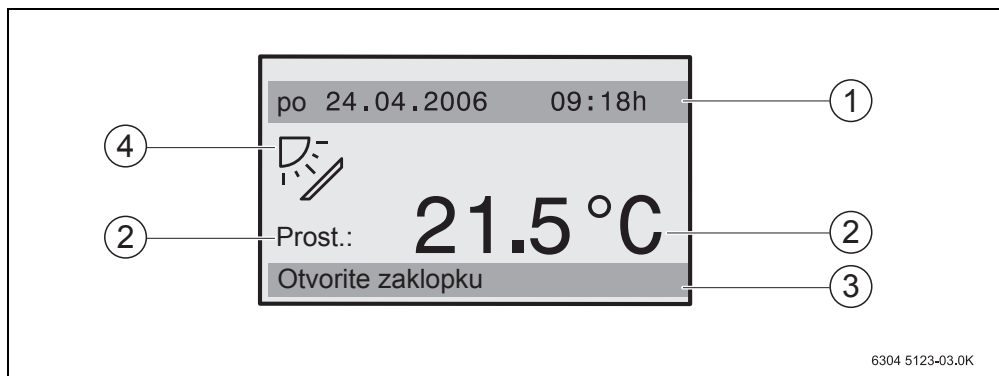 po 24.04.2006 09:18h
1
4
Prost.: 21.5°C
2
2
Otvorite zaklopku
3
6304 5123-03.0K